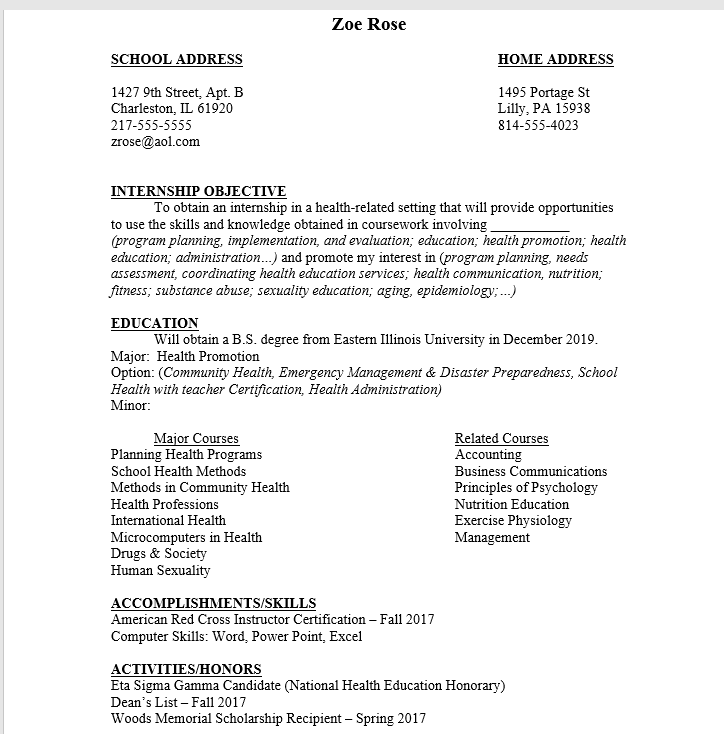 Zoe Rose
SCHOOL ADDRESS HOME ADDRESS
1427 9th Street, Apt. B 1495 Portage St
Charleston, IL 61920 Lilly, PA 15938
217-555-5555 814-555-4023
zrose@aol.com
INTERNSHIP OBJECTIVE
To obtain an internship in a health-related setting that will provide opportunities
to use the skills and knowledge obtained in coursework involving ___________
(program planning, implementation, and evaluation; education; health promotion; health
education; administration…) and promote my interest in (program planning, needs
assessment, coordinating health education services; health communication, nutrition;
fitness; substance abuse; sexuality education; aging, epidemiology;…)
EDUCATION
Will obtain a B.S. degree from Eastern Illinois University in December 2019.
Major: Health Promotion
Option: (Community Health, Emergency Management & Disaster Preparedness, School
Health with teacher Certification, Health Administration)
Minor:
Major Courses Related Courses
Planning Health Programs Accounting
School Health Methods Business Communications
Methods in Community Health Principles of Psychology
Health Professions Nutrition Education
International Health Exercise Physiology
Microcomputers in Health Management
Drugs & Society
Human Sexuality
ACCOMPLISHMENTS/SKILLS
American Red Cross Instructor Certification – Fall 2017
Computer Skills: Word, Power Point, Excel
ACTIVITIES/HONORS
Eta Sigma Gamma Candidate (National Health Education Honorary)
Dean’s List – Fall 2017
Woods Memorial Scholarship Recipient – Spring 2017